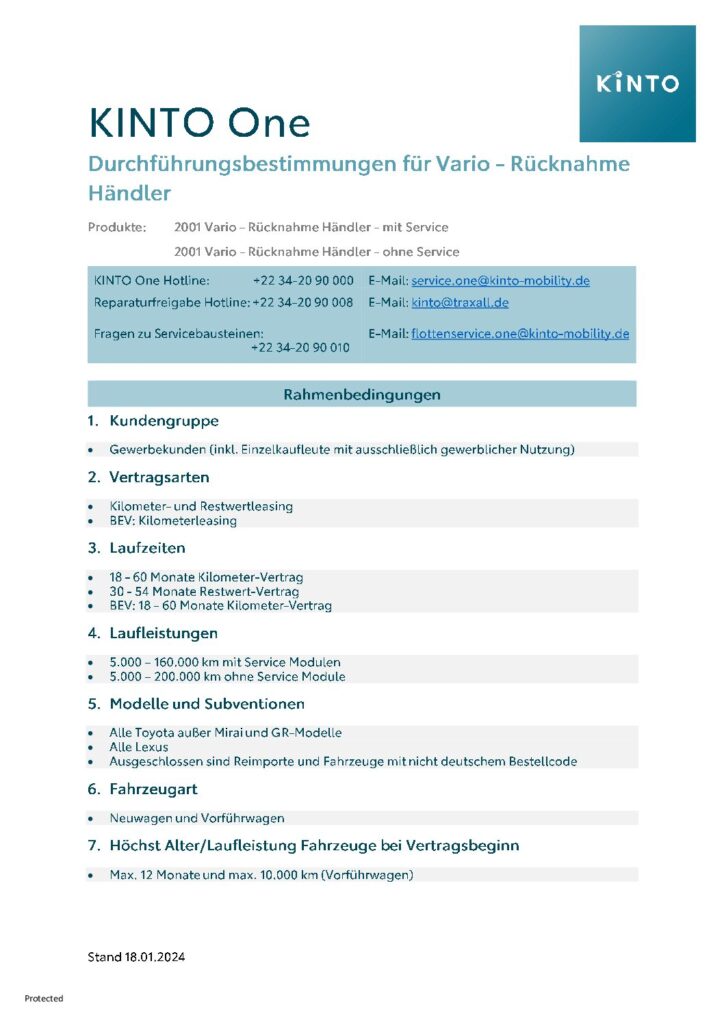 KINTO
KINTO One
Durchführungsbestimmungen für Vario – Rücknahme
Händler
Produkte: 2001 Vario – Rücknahme Händler – mit Service
2001 Vario – Rücknahme Händler – ohne Service
KINTO One Hotline: +22 34-20 90 000 E-Mail: service.one@kinto-mobility.de
Reparaturfreigabe Hotline: +22 34-20 90 008 E-Mail: kinto@traxall.de
Fragen zu Servicebausteinen: E-Mail: flottenservice.one@kinto-mobility.de
+22 34-20 90 010
Rahmenbedingungen
1. Kundengruppe
• Gewerbekunden (inkl. Einzelkaufleute mit ausschließlich gewerblicher Nutzung)
2. Vertragsarten
• Kilometer- und Restwertleasing
• BEV: Kilometerleasing
3. Laufzeiten
• 18 - 60 Monate Kilometer-Vertrag
• 30 - 54 Monate Restwert-Vertrag
• BEV: 18 - 60 Monate Kilometer-Vertrag
4. Laufleistungen
• 5.000 – 160.000 km mit Service Modulen
• 5.000 – 200.000 km ohne Service Module
5. Modelle und Subventionen
• Alle Toyota außer Mirai und GR-Modelle
• Alle Lexus
• Ausgeschlossen sind Reimporte und Fahrzeuge mit nicht deutschem Bestellcode
6. Fahrzeugart
• Neuwagen und Vorführwagen
7. Höchst Alter/Laufleistung Fahrzeuge bei Vertragsbeginn
• Max. 12 Monate und max. 10.000 km (Vorführwagen)
Stand 18.01.2024
Protected